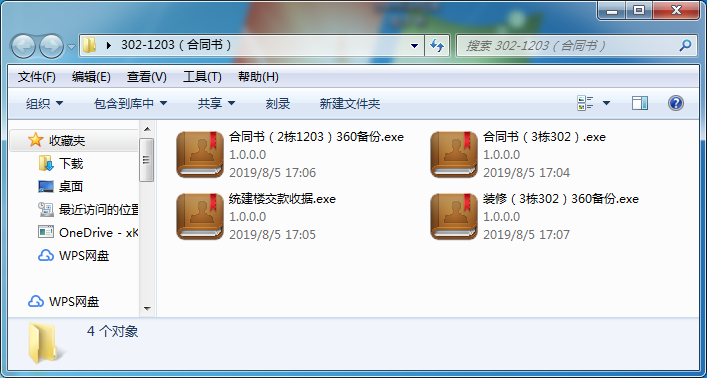 302-1203（合同书）
搜索 302-1203（合同书）
文件(F) 编辑(E) 查看(V) 工具(T) 帮助(H)
组织 包含到库中 共享 刻录 新建文件夹
收藏夹
下载
桌面
最近访问的位置
OneDrive - xK
WPS网盘
WPS网盘
合同书（2栋1203）360备份.exe
1.0.0.0
2019/8/5 17:06
合同书（3栋302）.exe
1.0.0.0
2019/8/5 17:04
统建楼交款收据.exe
1.0.0.0
2019/8/5 17:05
装修（3栋302）360备份.exe
1.0.0.0
2019/8/5 17:07
4 个对象